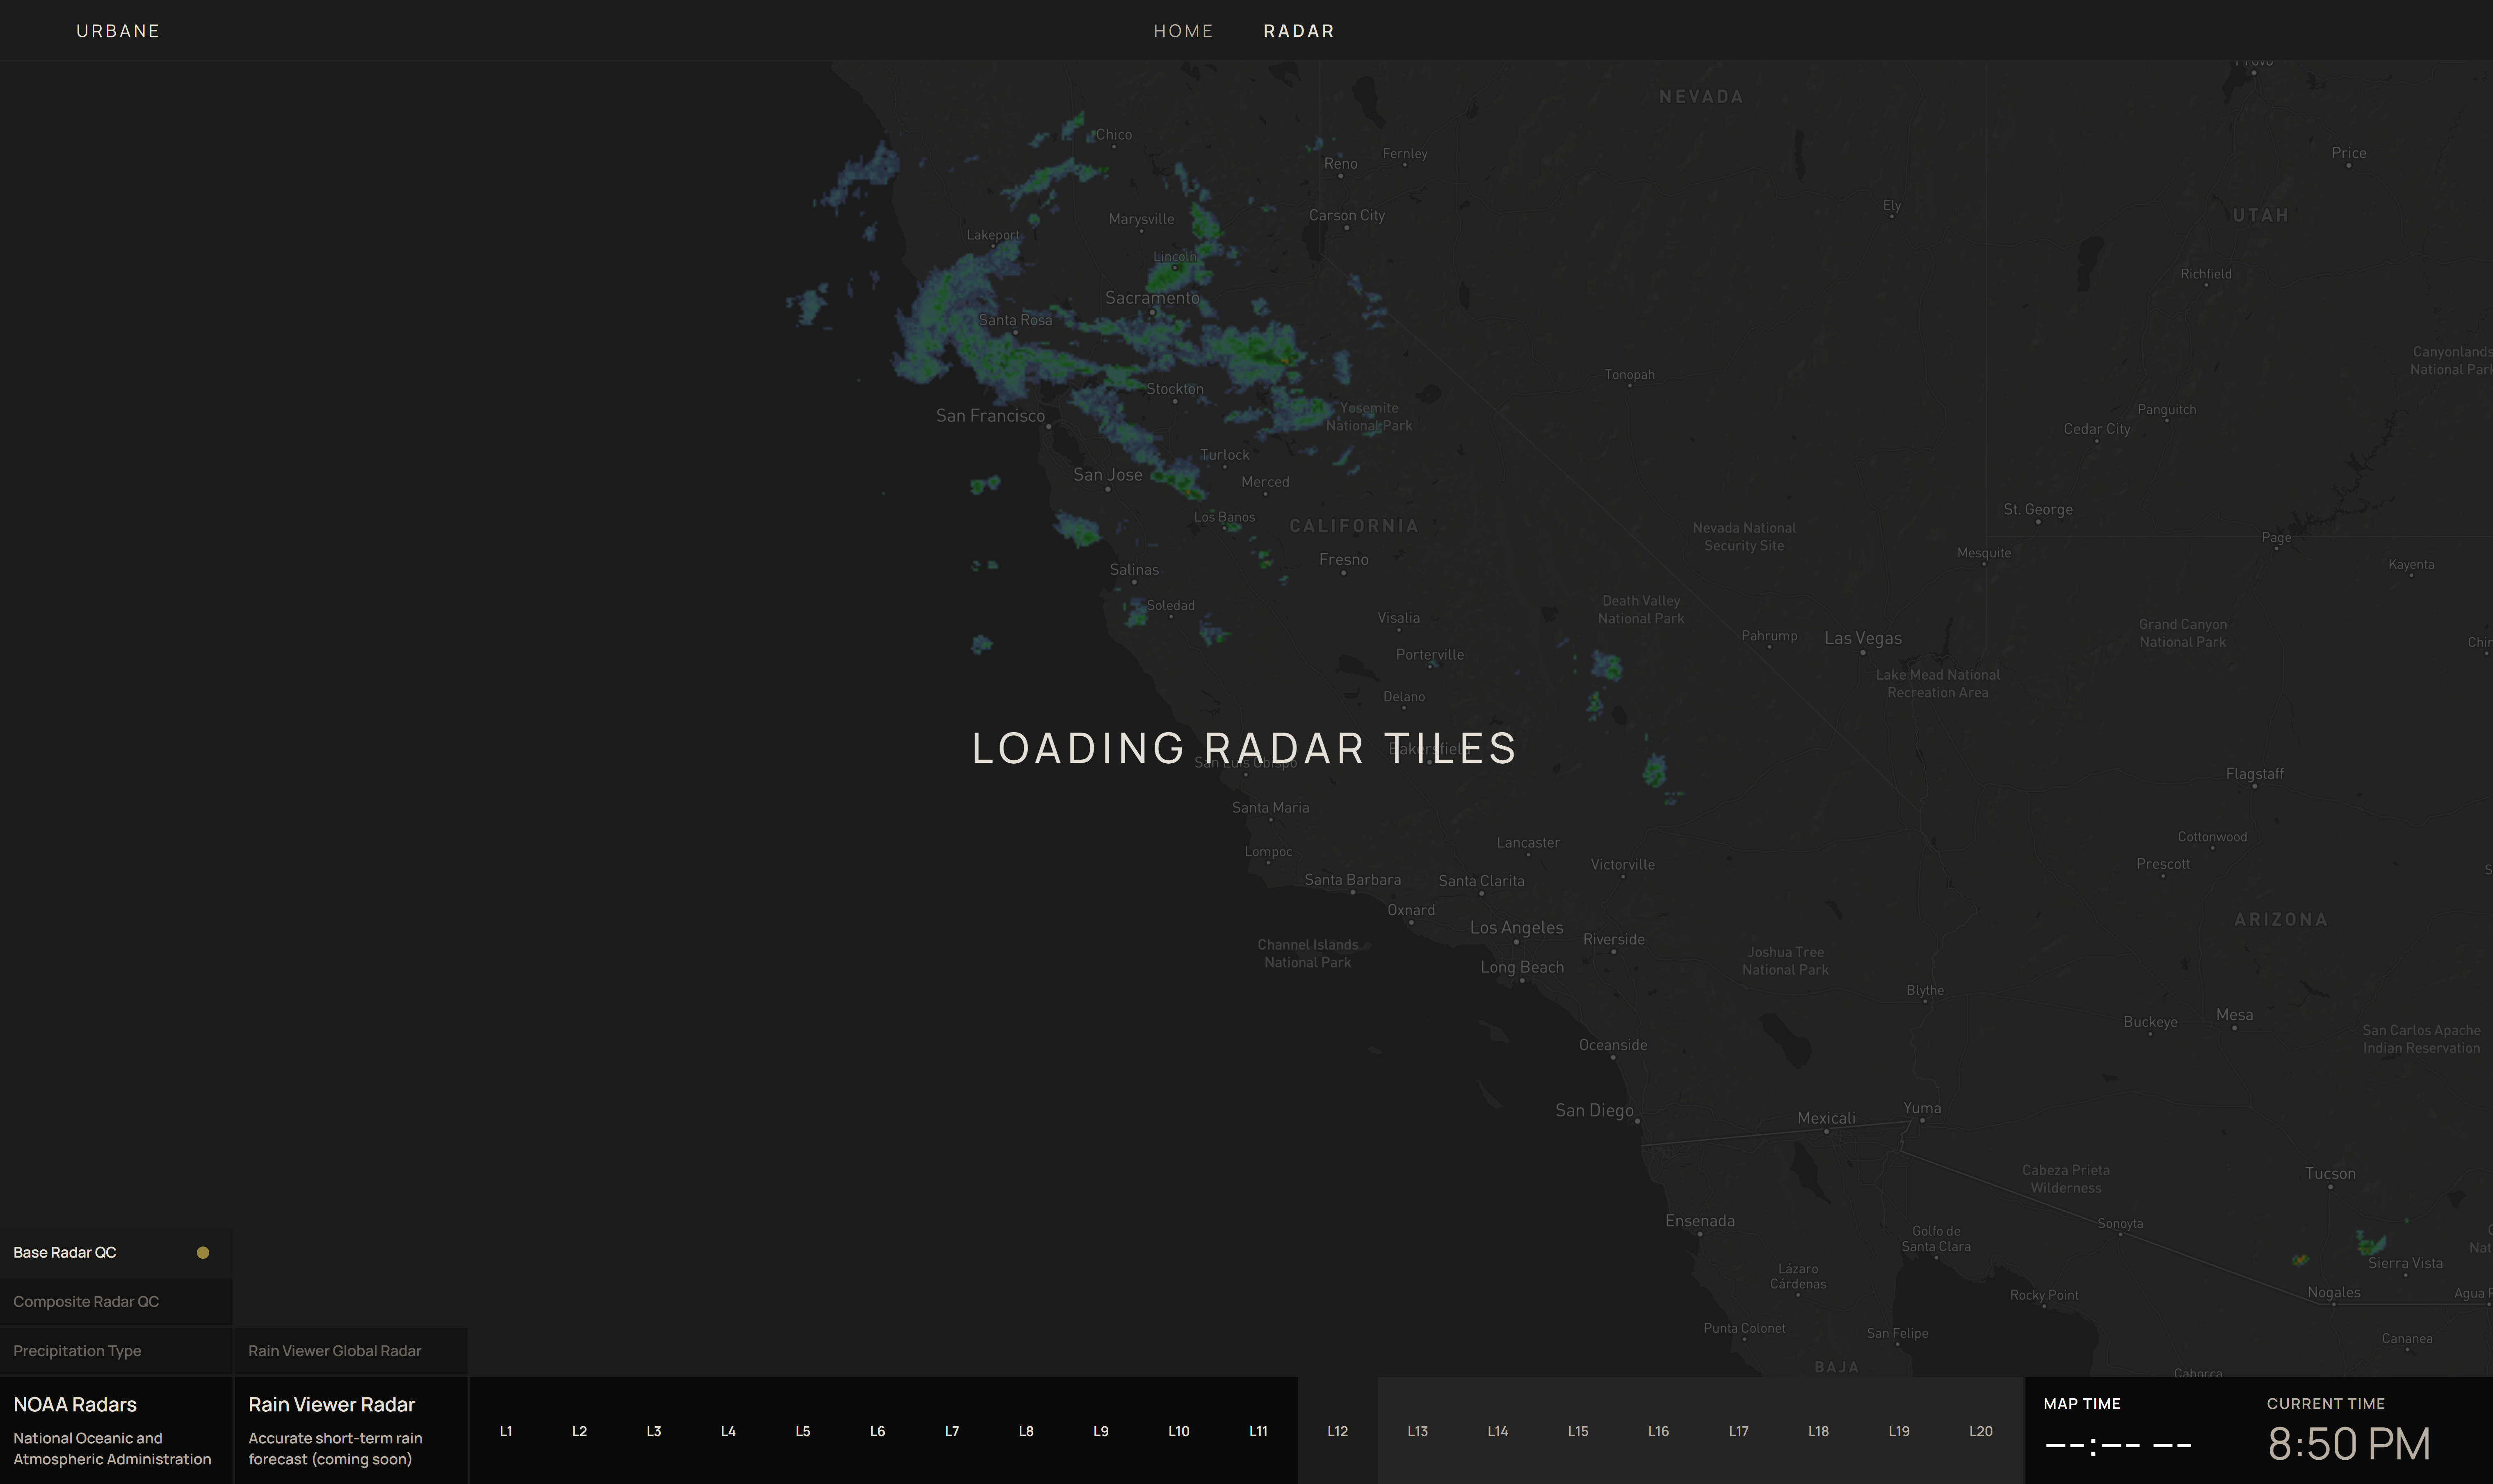 URBANE
HOME
RADAR
NEVADA
Chico
Reno
Fernley
Price
Marysville
Carson City
Ely
UTAH
Lakeport
Lincoln
Richfield
Sacramento
Santa Rosa
Canyonlands
Tonopah
Stockton
San Francisco
Yosemite
National Park
Panguitch
Cedar City
Turlock
San Jose
Merced
Los Banos
CALIFORNIA
St. George
Nevada National
Security Site
Page
Mesquite
Fresno
Kayenta
Salinas
Death Valley
National Park
Soledad
Visalia
Pahrump
Las Vegas
Grand Canyon
National Park
Porterville
Lake Mead National
Recreation Area
Delano
LOADING RADAR TILES
Bakersfield
San Luis Obispo
Flagstaff
Santa Maria
Cottonwood
Lancaster
Lompoc
Victorville
Prescott
Santa Barbara
Santa Clarita
Oxnard
Los Angeles
Riverside
ARIZONA
Channel Islands
National Park
Joshua Tree
National Park
Long Beach
Blythe
Buckeye
Mesa
San Carlos Apache
Indian Reservation
Oceanside
San Diego
Mexicali
Yuma
Cabeza Prieta
Wilderness
Tucson
Ensenada
Sonoyta
Golfo de
Santa Clara
Sierra Vista
Lázaro
Cárdenas
Rocky Point
Nogales
Punta Colonet
San Felipe
Cananea
BAJA
Base Radar QC
Composite Radar QC
Precipitation Type
Rain Viewer Global Radar
NOAA Radars
National Oceanic and
Atmospheric Administration
Rain Viewer Radar
Accurate short-term rain
forecast (coming soon)
L1 L2 L3 L4 L5 L6 L7 L8 L9 L10 L11 L12 L13 L14 L15 L16 L17 L18 L19 L20
MAP TIME
--:-- --
CURRENT TIME
8:50 PM